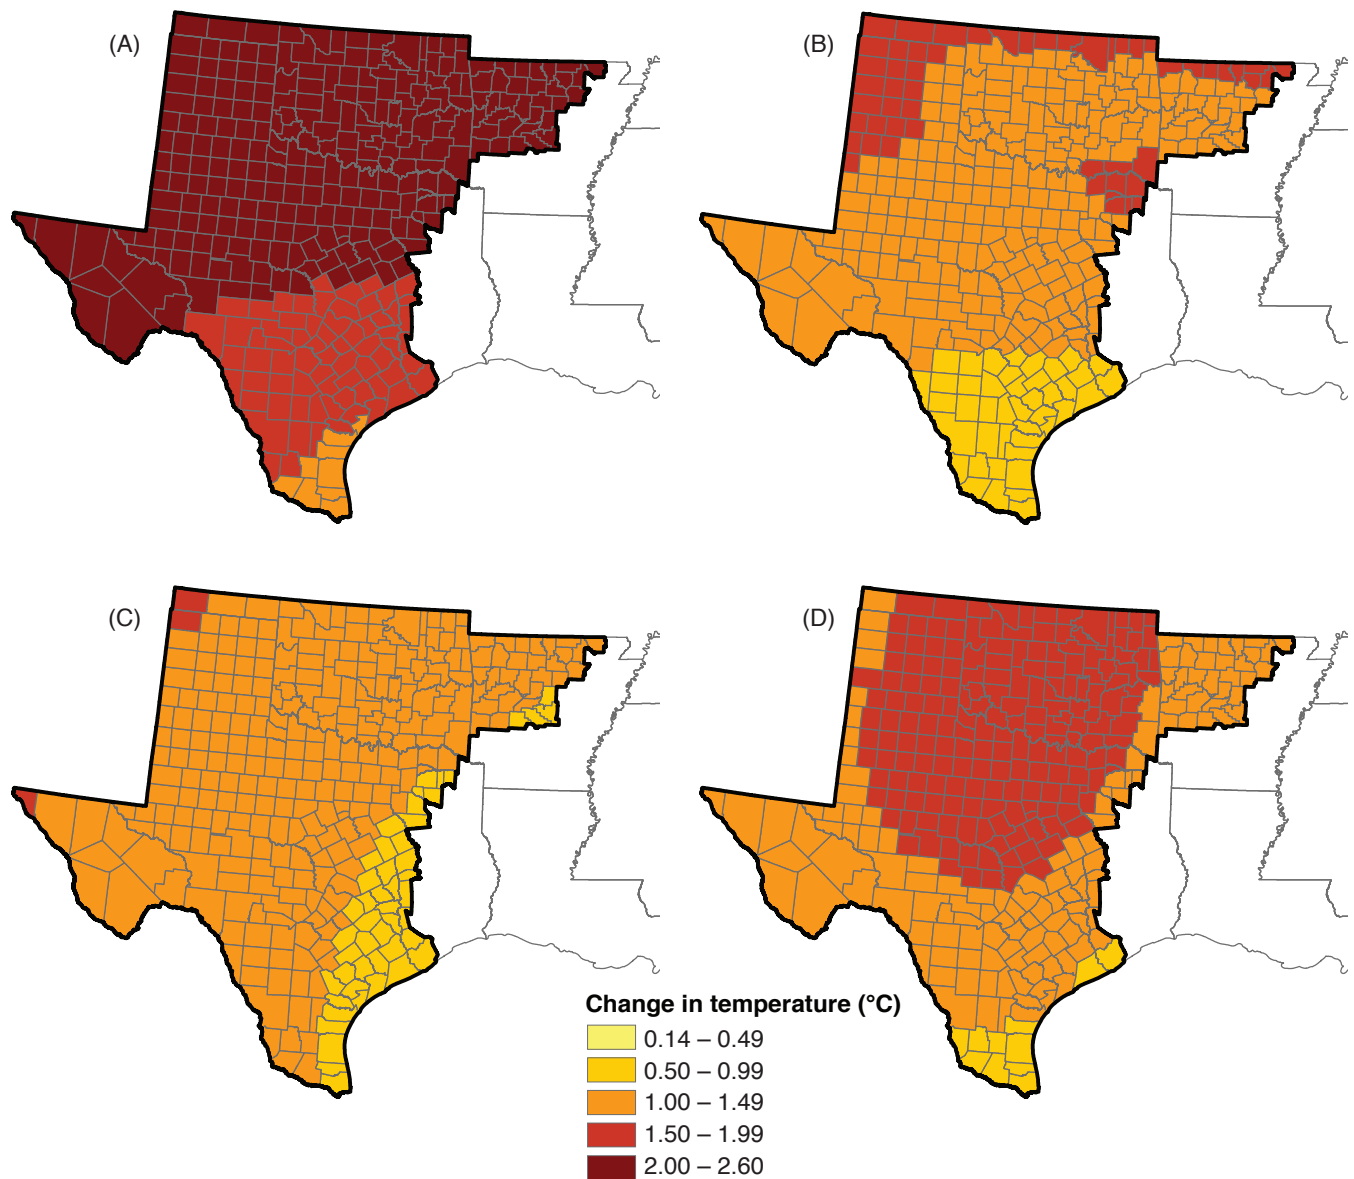 (A)
(B)
(C)
(D)
Change in temperature (°C)
0.14 – 0.49
0.50 – 0.99
1.00 – 1.49
1.50 – 1.99
2.00 – 2.60